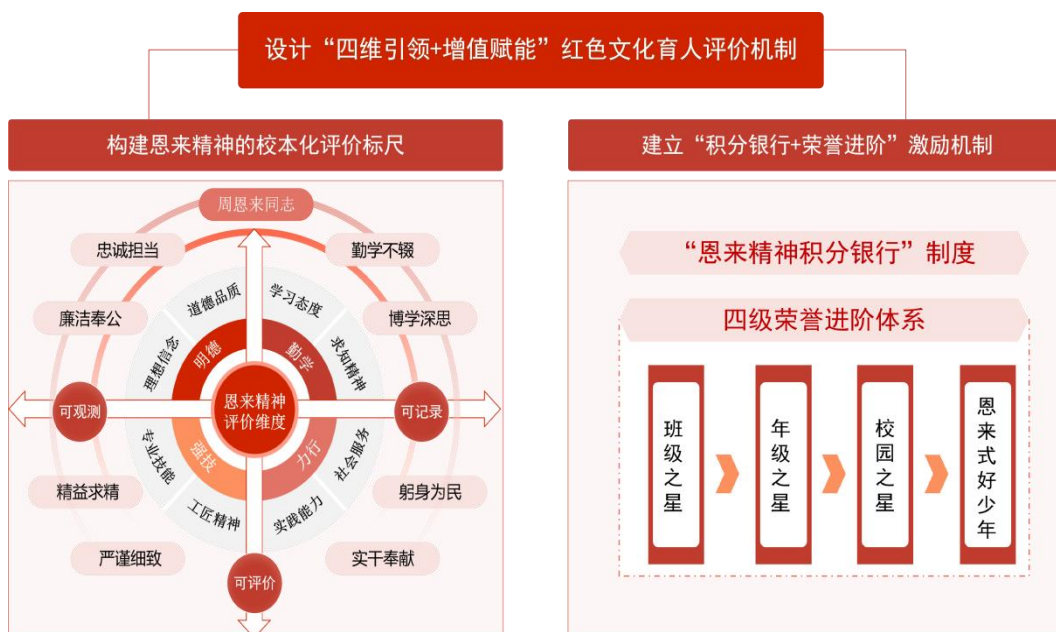 设计“四维引领+增值赋能”红色文化育人评价机制
构建恩来精神的校本化评价标尺
周恩来同志
忠诚担当
勤学不辍
廉洁奉公
博学深思
道德品质
学习态度
理想信念
求知精神
明德
勤学
可观测
恩来精神
评价维度
可记录
强技
力行
专业技能
社会服务
工匠精神
实践能力
精益求精
躬身为民
严谨细致
实干奉献
可评价
建立“积分银行+荣誉进阶”激励机制
“恩来精神积分银行”制度
四级荣誉进阶体系
班级之星
年级之星
校园之星
恩来式好少年